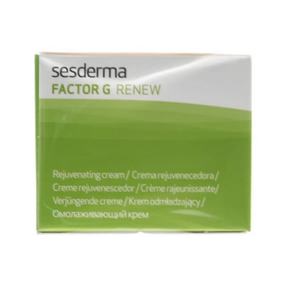 sesderma
FACTOR G RENEW
Rejuvenating cream / Crema rejuvenecedora /
Creme rejuvenescedor / Crème rajeunissante /
Verjüngende creme / Krem odmładzający /
Омолаживающий крем